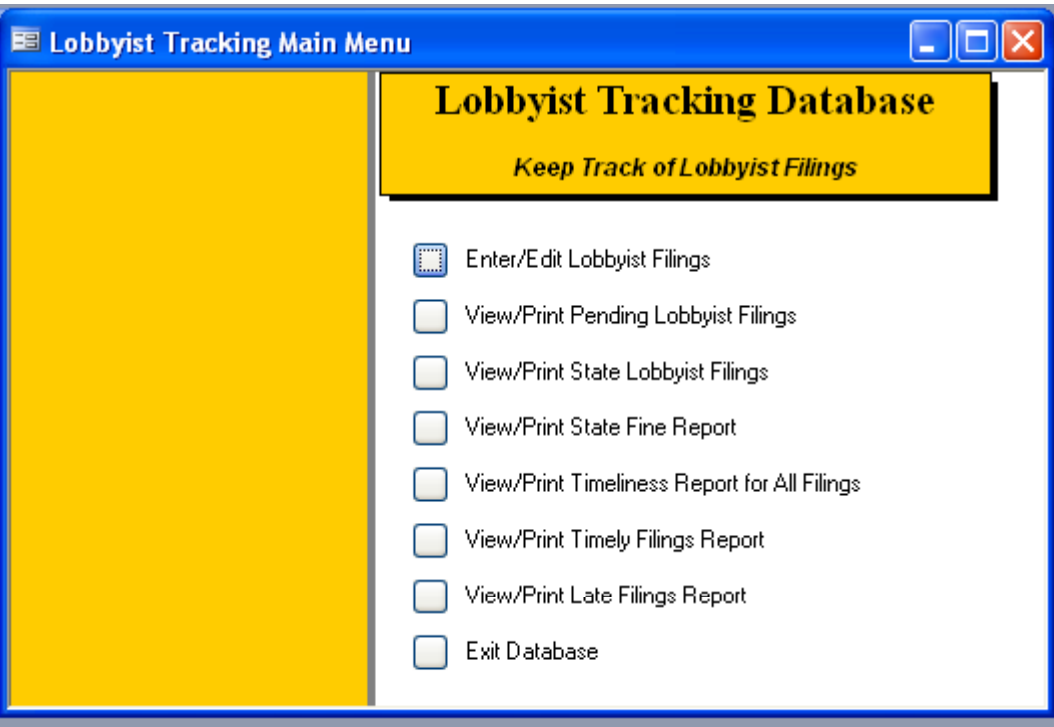 Lobbyist Tracking Main Menu
Lobbyist Tracking Database
Keep Track of Lobbyist Filings
Enter/Edit Lobbyist Filings
View/Print Pending Lobbyist Filings
View/Print State Lobbyist Filings
View/Print State Fine Report
View/Print Timeliness Report for All Filings
View/Print Timely Filings Report
View/Print Late Filings Report
Exit Database